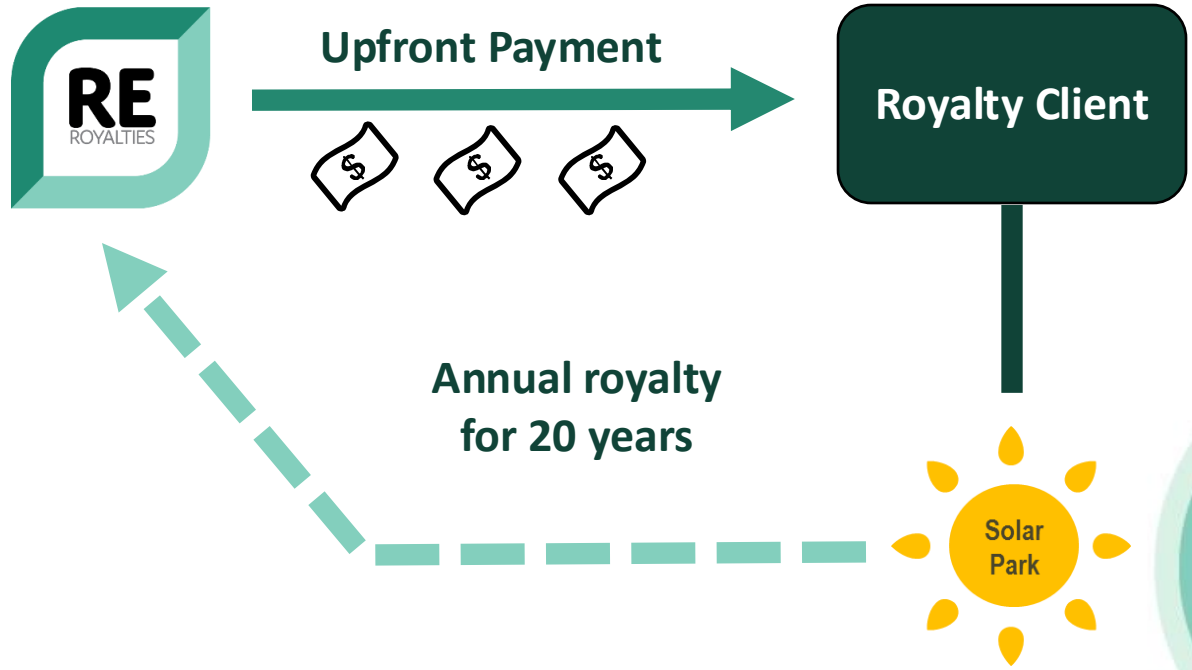 Upfront Payment
RE
ROYALTIES
Royalty Client
$ $ $
Annual royalty
for 20 years
Solar
Park